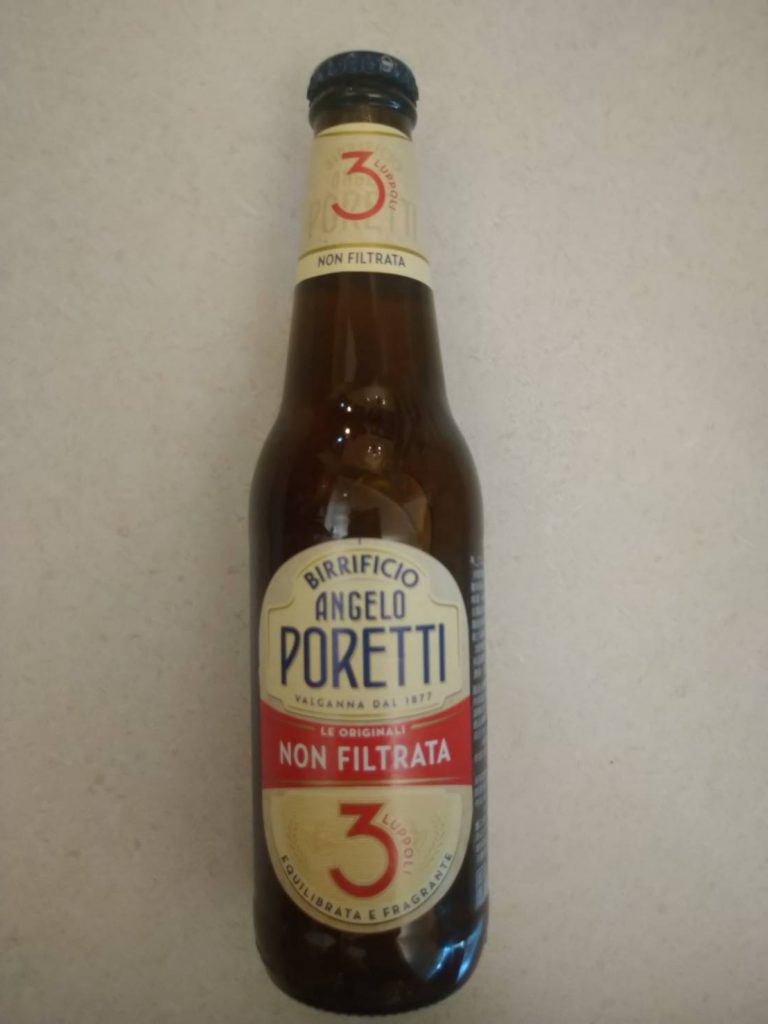 3
LUPPOLI
PORETTI
NON FILTRATA
BIRRIFICIO
ANGELO
PORETTI
VALGANNA DAL 1877
LE ORIGINALI
NON FILTRATA
3
LUPPOLI
EQUILIBRATA E FRAGRANTE